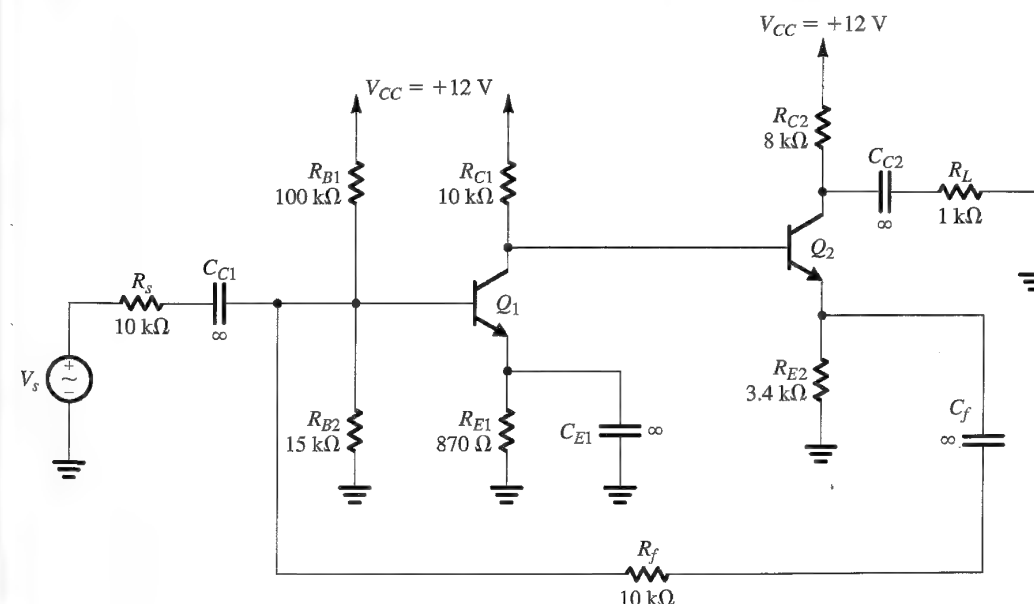 V_CC = +12 V
V_CC = +12 V
R_C2
8 kΩ
C_C2
R_L
∞
1 kΩ
R_B1
100 kΩ
R_C1
10 kΩ
Q_2
R_s
C_C1
10 kΩ
∞
Q_1
V_s
+
~
−
R_B2
15 kΩ
R_E1
870 Ω
C_E1
∞
R_E2
3.4 kΩ
C_f
∞
R_f
10 kΩ